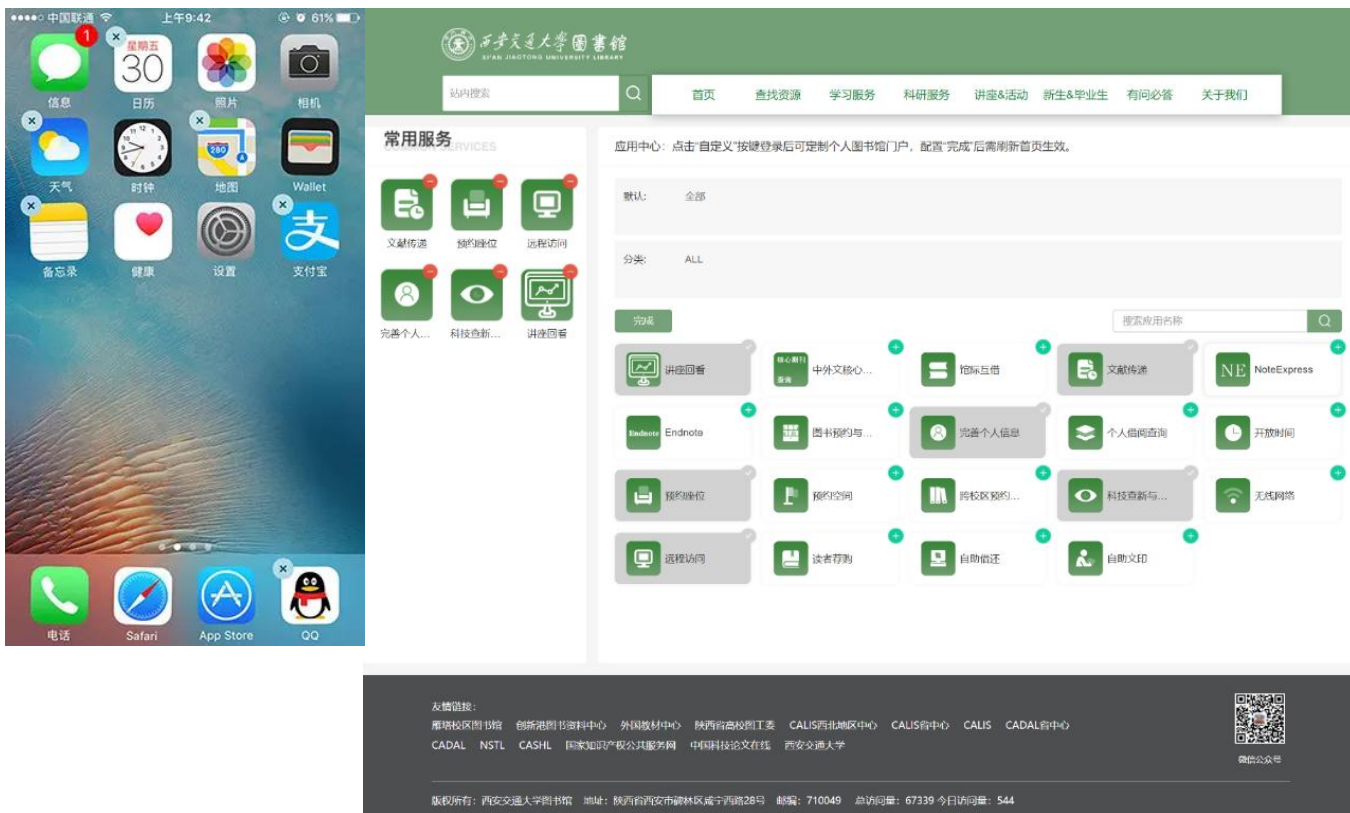 中国联通 上午9:42 61%
1
星期五
30
信息 日历 照片 相机
280
天气 时钟 地图 Wallet
支
备忘录 健康 设置 支付宝
电话 Safari App Store QQ
西安交通大学图書馆
XI'AN JIAOTONG UNIVERSITY LIBRARY
站内搜索 首页 查找资源 学习服务 科研服务 讲座&活动 新生&毕业生 有问必答 关于我们
常用服务
SERVICES
文献传递 预约座位 远程访问
完善个人... 科技查新... 讲座回看
应用中心：点击“自定义”按键登录后可定制个人图书馆门户，配置“完成”后需刷新首页生效。
默认: 全部
分类: ALL
完成 搜索应用名称
讲座回看 核心期刊 查询 中外文核心... 馆际互借 文献传递 NE NoteExpress
Endnote Endnote 图书预约与... 完善个人信息 个人借阅查询 开放时间
预约座位 预约空间 跨校区预约... 科技查新与... 无线网络
远程访问 读者荐购 自助借还 自助文印
友情链接:
雁塔校区图书馆 创新港图书资料中心 外国教材中心 陕西省高校图工委 CALIS西北地区中心 CALIS省中心 CALIS CADAL省中心
CADAL NSTL CASHL 国家知识产权公共服务网 中国科技论文在线 西安交通大学
微信公众号
版权所有：西安交通大学图书馆 地址：陕西省西安市碑林区咸宁西路28号 邮编：710049 总访问量：67339 今日访问量：544